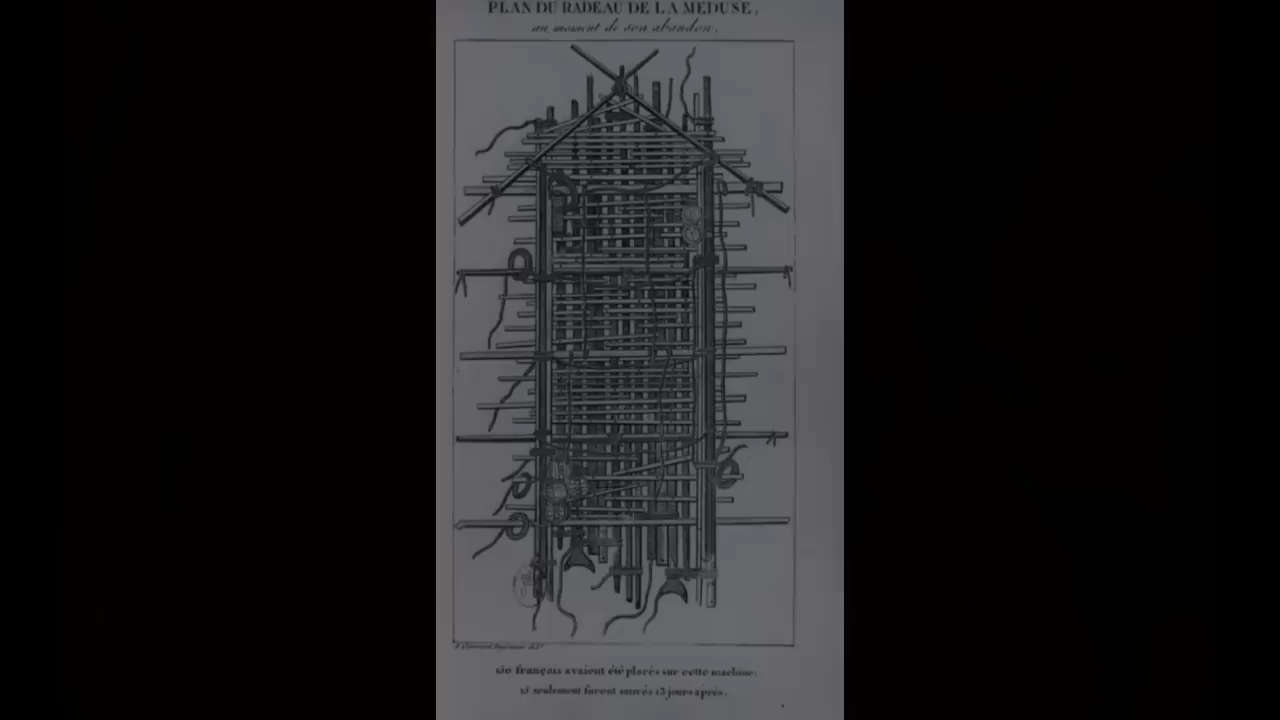 PLAN DU RADEAU DE LA MEDUSE,
au moment de son abandon.
150 français avaient été placés sur cette machine.
15 seulement furent sauvés 13 jours après.